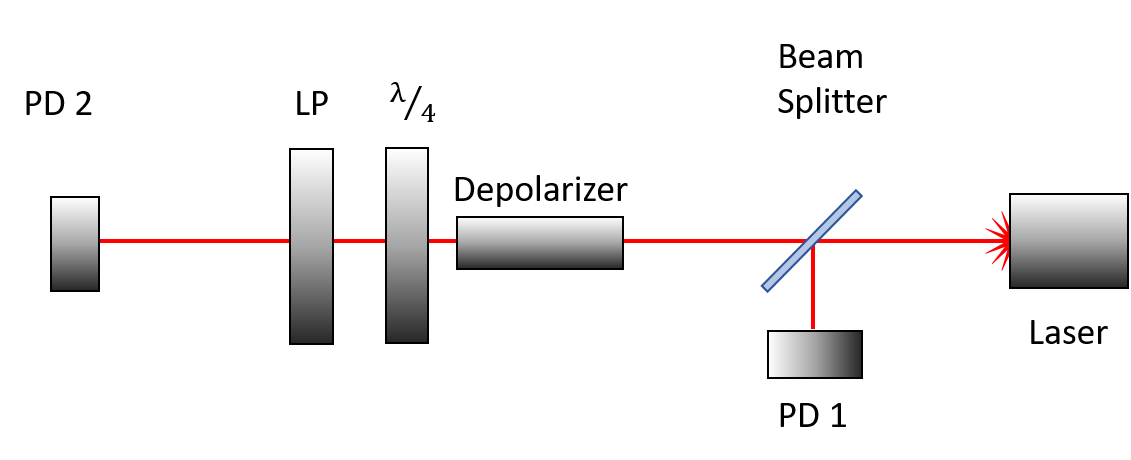 PD 2
LP
λ/4
Beam
Splitter
Depolarizer
Laser
PD 1